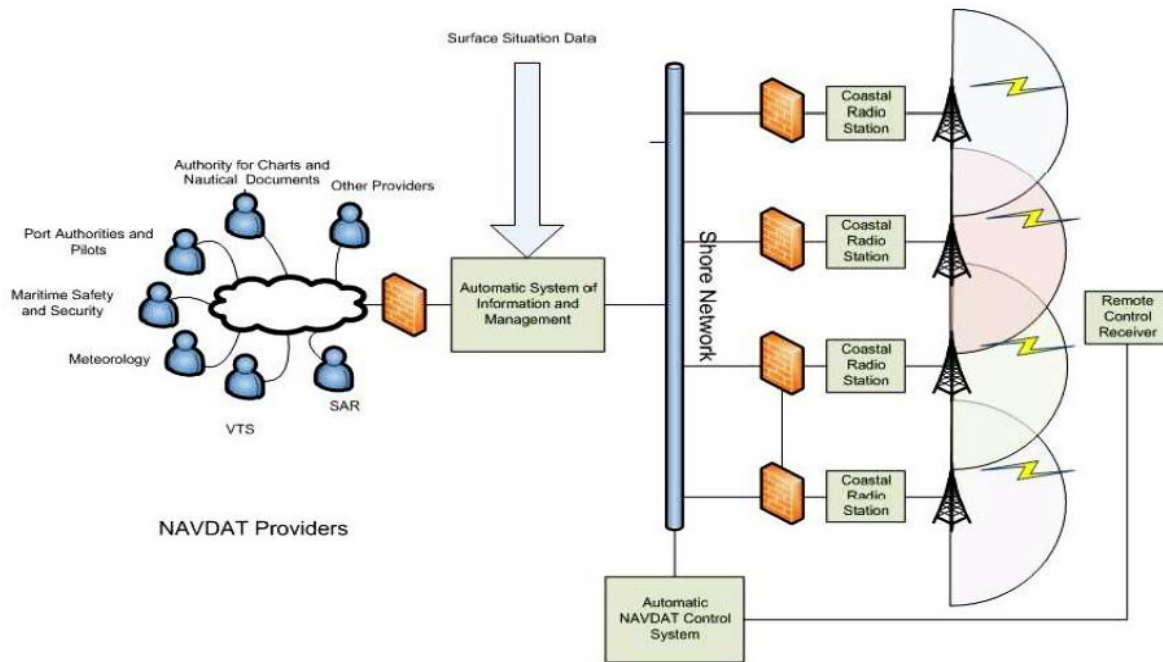 Surface Situation Data
Authority for Charts and
Nautical Documents
Other Providers
Port Authorities and
Pilots
Maritime Safety
and Security
Meteorology
VTS
SAR
NAVDAT Providers
Automatic System of
Information and
Management
Shore Network
Coastal
Radio
Station
Coastal
Radio
Station
Coastal
Radio
Station
Coastal
Radio
Station
Remote
Control
Receiver
Automatic
NAVDAT Control
System